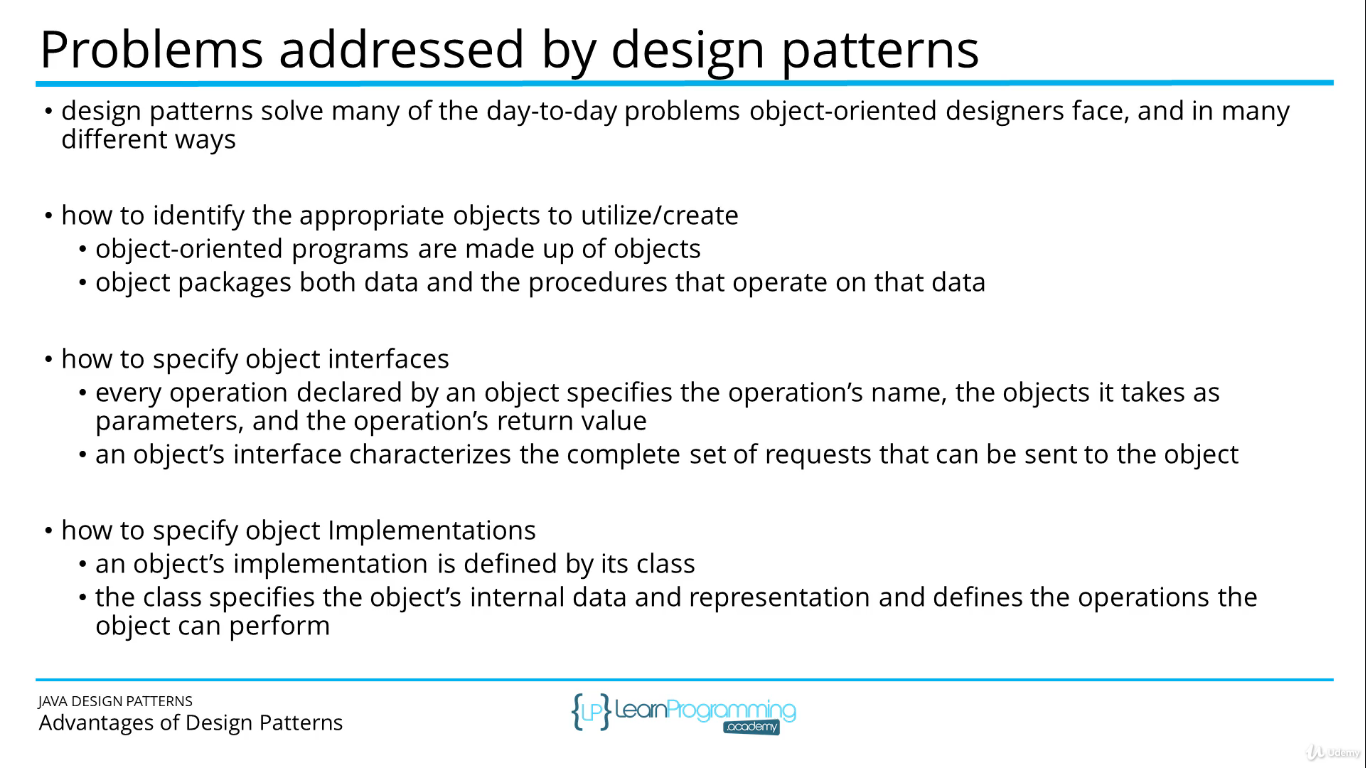 Problems addressed by design patterns
• design patterns solve many of the day-to-day problems object-oriented designers face, and in many
different ways
• how to identify the appropriate objects to utilize/create
• object-oriented programs are made up of objects
• object packages both data and the procedures that operate on that data
• how to specify object interfaces
• every operation declared by an object specifies the operation’s name, the objects it takes as
parameters, and the operation’s return value
• an object’s interface characterizes the complete set of requests that can be sent to the object
• how to specify object Implementations
• an object’s implementation is defined by its class
• the class specifies the object’s internal data and representation and defines the operations the
object can perform
JAVA DESIGN PATTERNS
Advantages of Design Patterns
{LP} LearnProgramming
.academy
Udemy